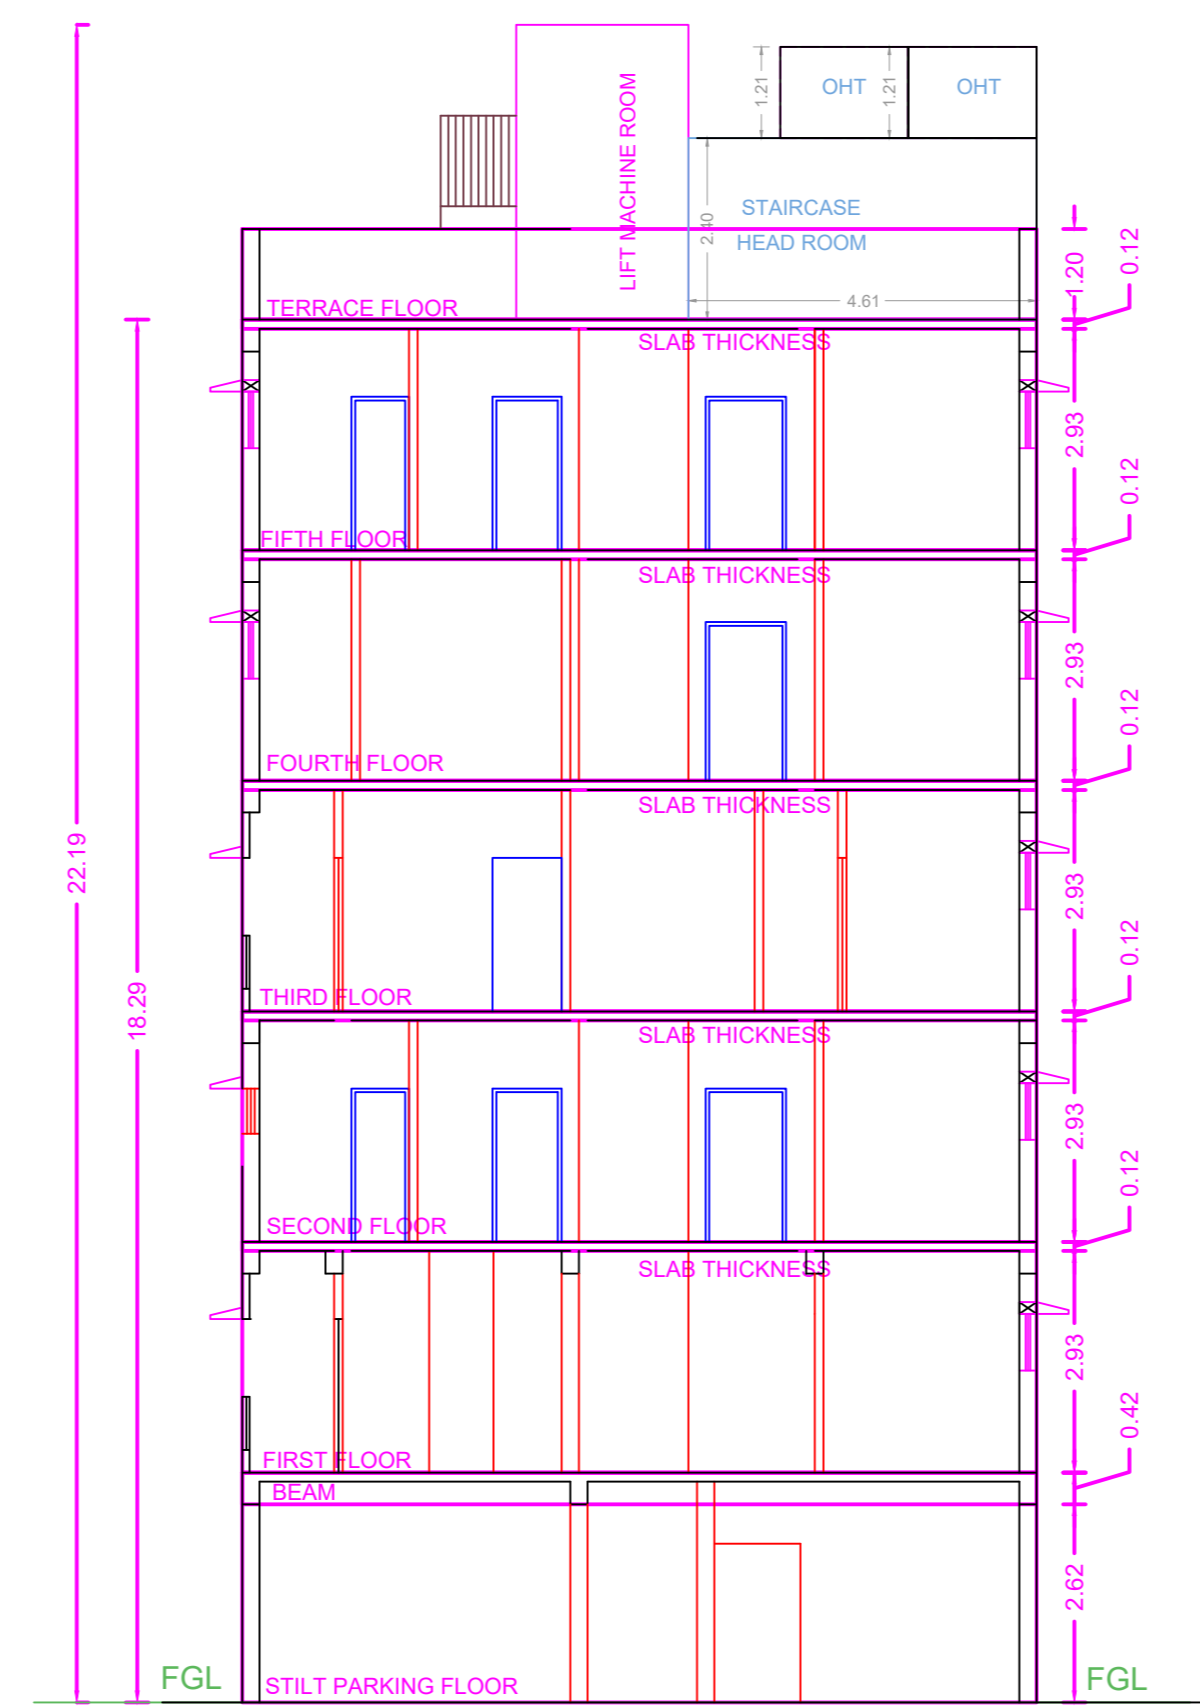 OHT
OHT
1.21
1.21
LIFT MACHINE ROOM
STAIRCASE
HEAD ROOM
2.40
4.61
1.20
0.12
TERRACE FLOOR
SLAB THICKNESS
2.93
0.12
FIFTH FLOOR
SLAB THICKNESS
2.93
0.12
FOURTH FLOOR
SLAB THICKNESS
22.19
2.93
0.12
THIRD FLOOR
18.29
SLAB THICKNESS
2.93
0.12
SECOND FLOOR
SLAB THICKNESS
2.93
0.42
FIRST FLOOR
BEAM
2.62
FGL
STILT PARKING FLOOR
FGL